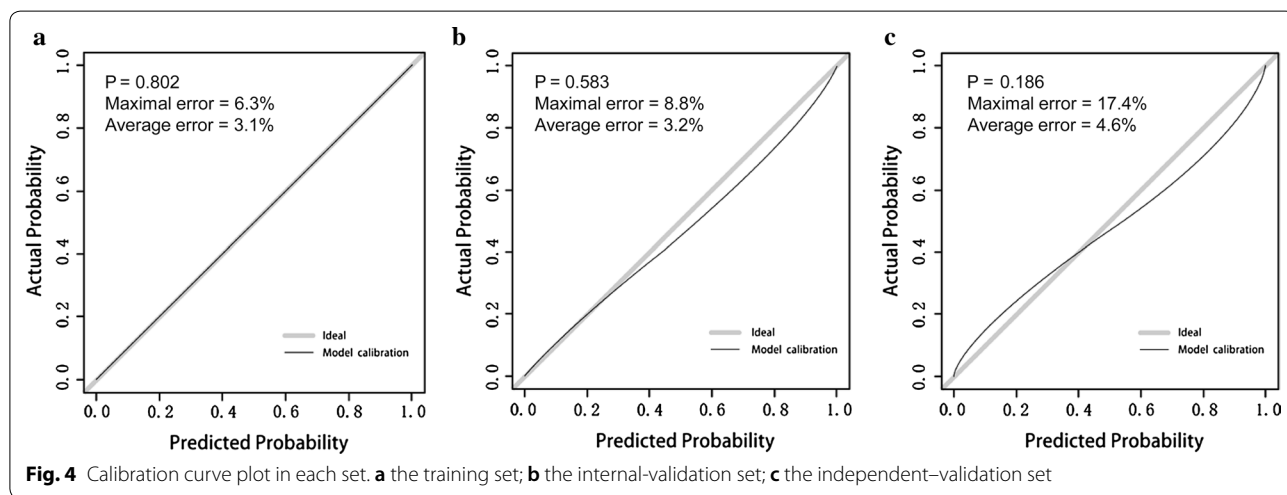 a
P = 0.802
Maximal error = 6.3%
Average error = 3.1%
Actual Probability
0.0 0.2 0.4 0.6 0.8 1.0
Ideal
Model calibration
0.0 0.2 0.4 0.6 0.8 1.0
Predicted Probability
b
P = 0.583
Maximal error = 8.8%
Average error = 3.2%
Actual Probability
0.0 0.2 0.4 0.6 0.8 1.0
Ideal
Model calibration
0.0 0.2 0.4 0.6 0.8 1.0
Predicted Probability
c
P = 0.186
Maximal error = 17.4%
Average error = 4.6%
Actual Probability
0.0 0.2 0.4 0.6 0.8 1.0
Ideal
Model calibration
0.0 0.2 0.4 0.6 0.8 1.0
Predicted Probability
Fig. 4 Calibration curve plot in each set. a the training set; b the internal-validation set; c the independent–validation set